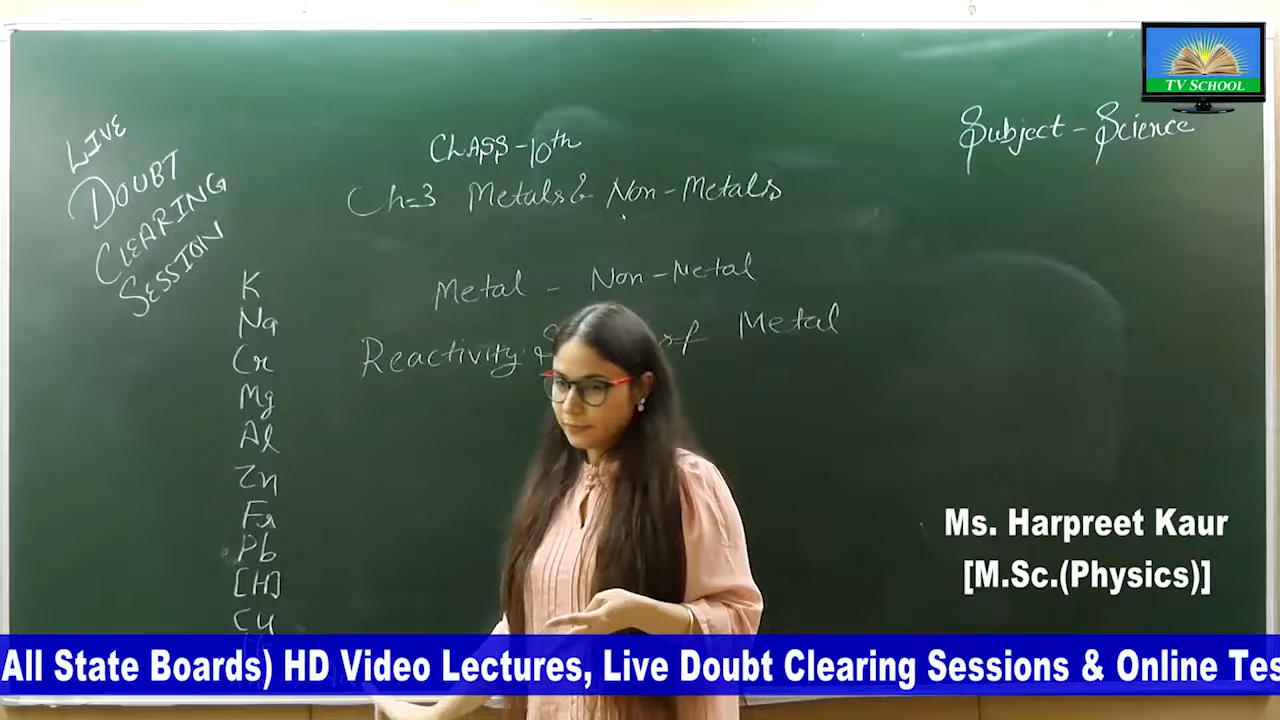 TV SCHOOL
LIVE
DOUBT
CLEARING
SESSION
Subject - Science
CLASS-10th
Ch=3 Metals & Non-Metals
Metal - Non-Metal
Reactivity of Metal
K
Na
Cr
Mg
Al
Zn
Fr
Pb
[H]
Cu
Ms. Harpreet Kaur
[M.Sc.(Physics)]
All State Boards) HD Video Lectures, Live Doubt Clearing Sessions & Online Tes